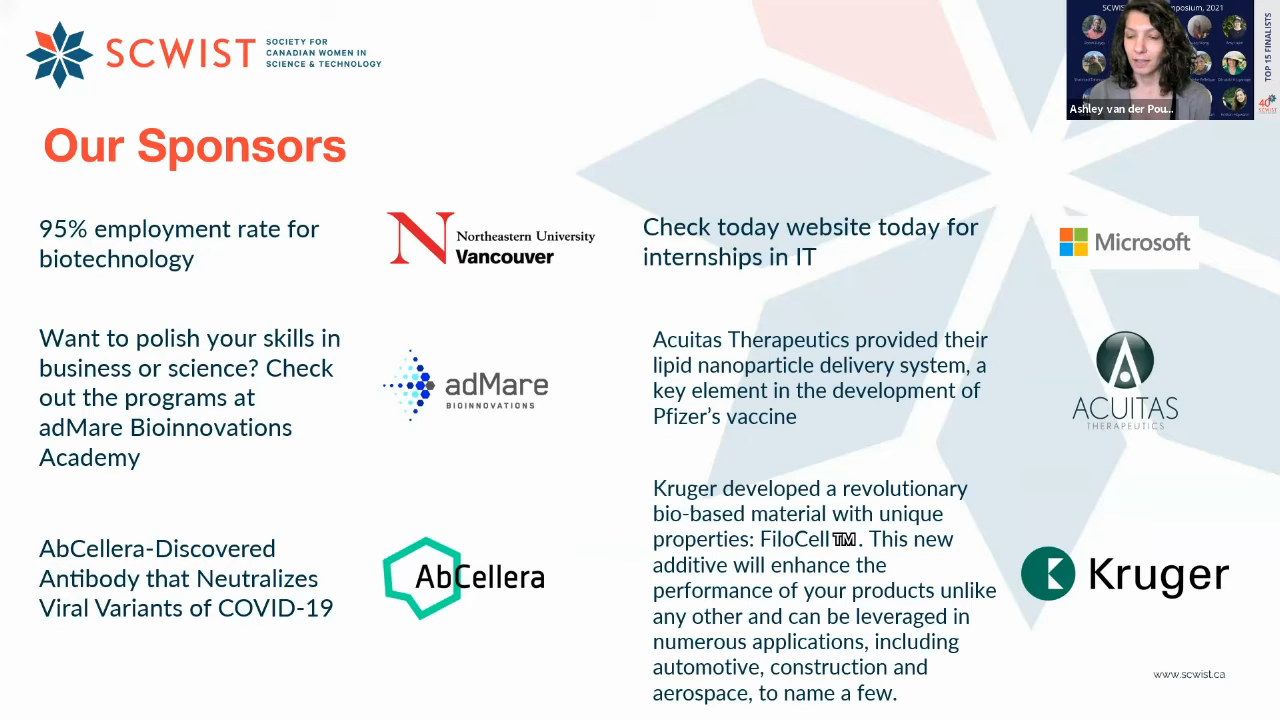 SCWIST
SOCIETY FOR
CANADIAN WOMEN IN
SCIENCE & TECHNOLOGY
Our Sponsors
95% employment rate for
biotechnology
Northeastern University
Vancouver
Want to polish your skills in
business or science? Check
out the programs at
adMare Bioinnovations
Academy
adMare
BIOINNOVATIONS
AbCellera-Discovered
Antibody that Neutralizes
Viral Variants of COVID-19
AbCellera
Check today website today for
internships in IT
Microsoft
Acuitas Therapeutics provided their
lipid nanoparticle delivery system, a
key element in the development of
Pfizer’s vaccine
ACUITAS
THERAPEUTICS
Kruger developed a revolutionary
bio-based material with unique
properties: FiloCell™. This new
additive will enhance the
performance of your products unlike
any other and can be leveraged in
numerous applications, including
automotive, construction and
aerospace, to name a few.
Kruger
www.scwist.ca
2021
TOP 15 FINALISTS
Ashley van der Pou...